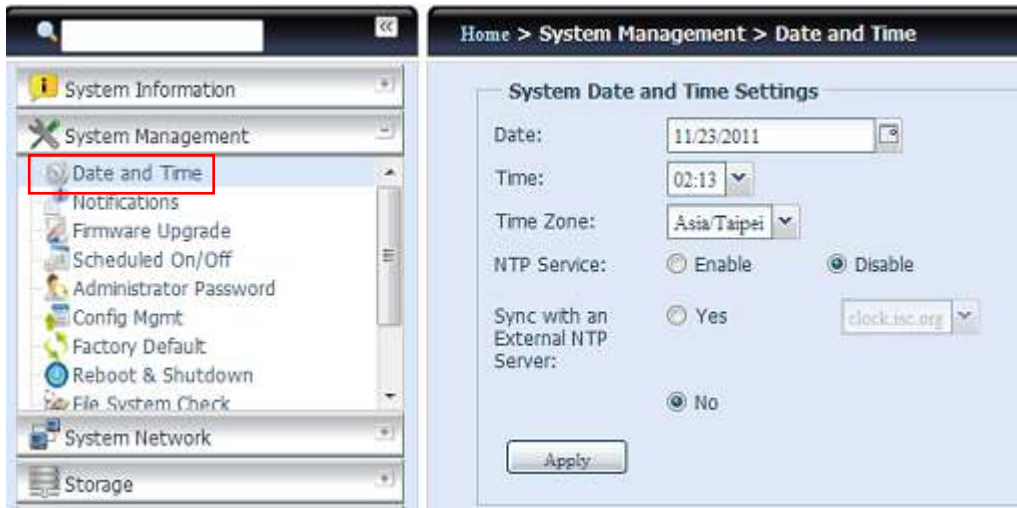 Home > System Management > Date and Time
System Information
System Management
Date and Time
Notifications
Firmware Upgrade
Scheduled On/Off
Administrator Password
Config Mgmt
Factory Default
Reboot & Shutdown
File System Check
System Network
Storage
System Date and Time Settings
Date: 11/23/2011
Time: 02:13
Time Zone: Asia/Taipei
NTP Service: Enable Disable
Sync with an External NTP Server: Yes clock.isc.org
No
Apply